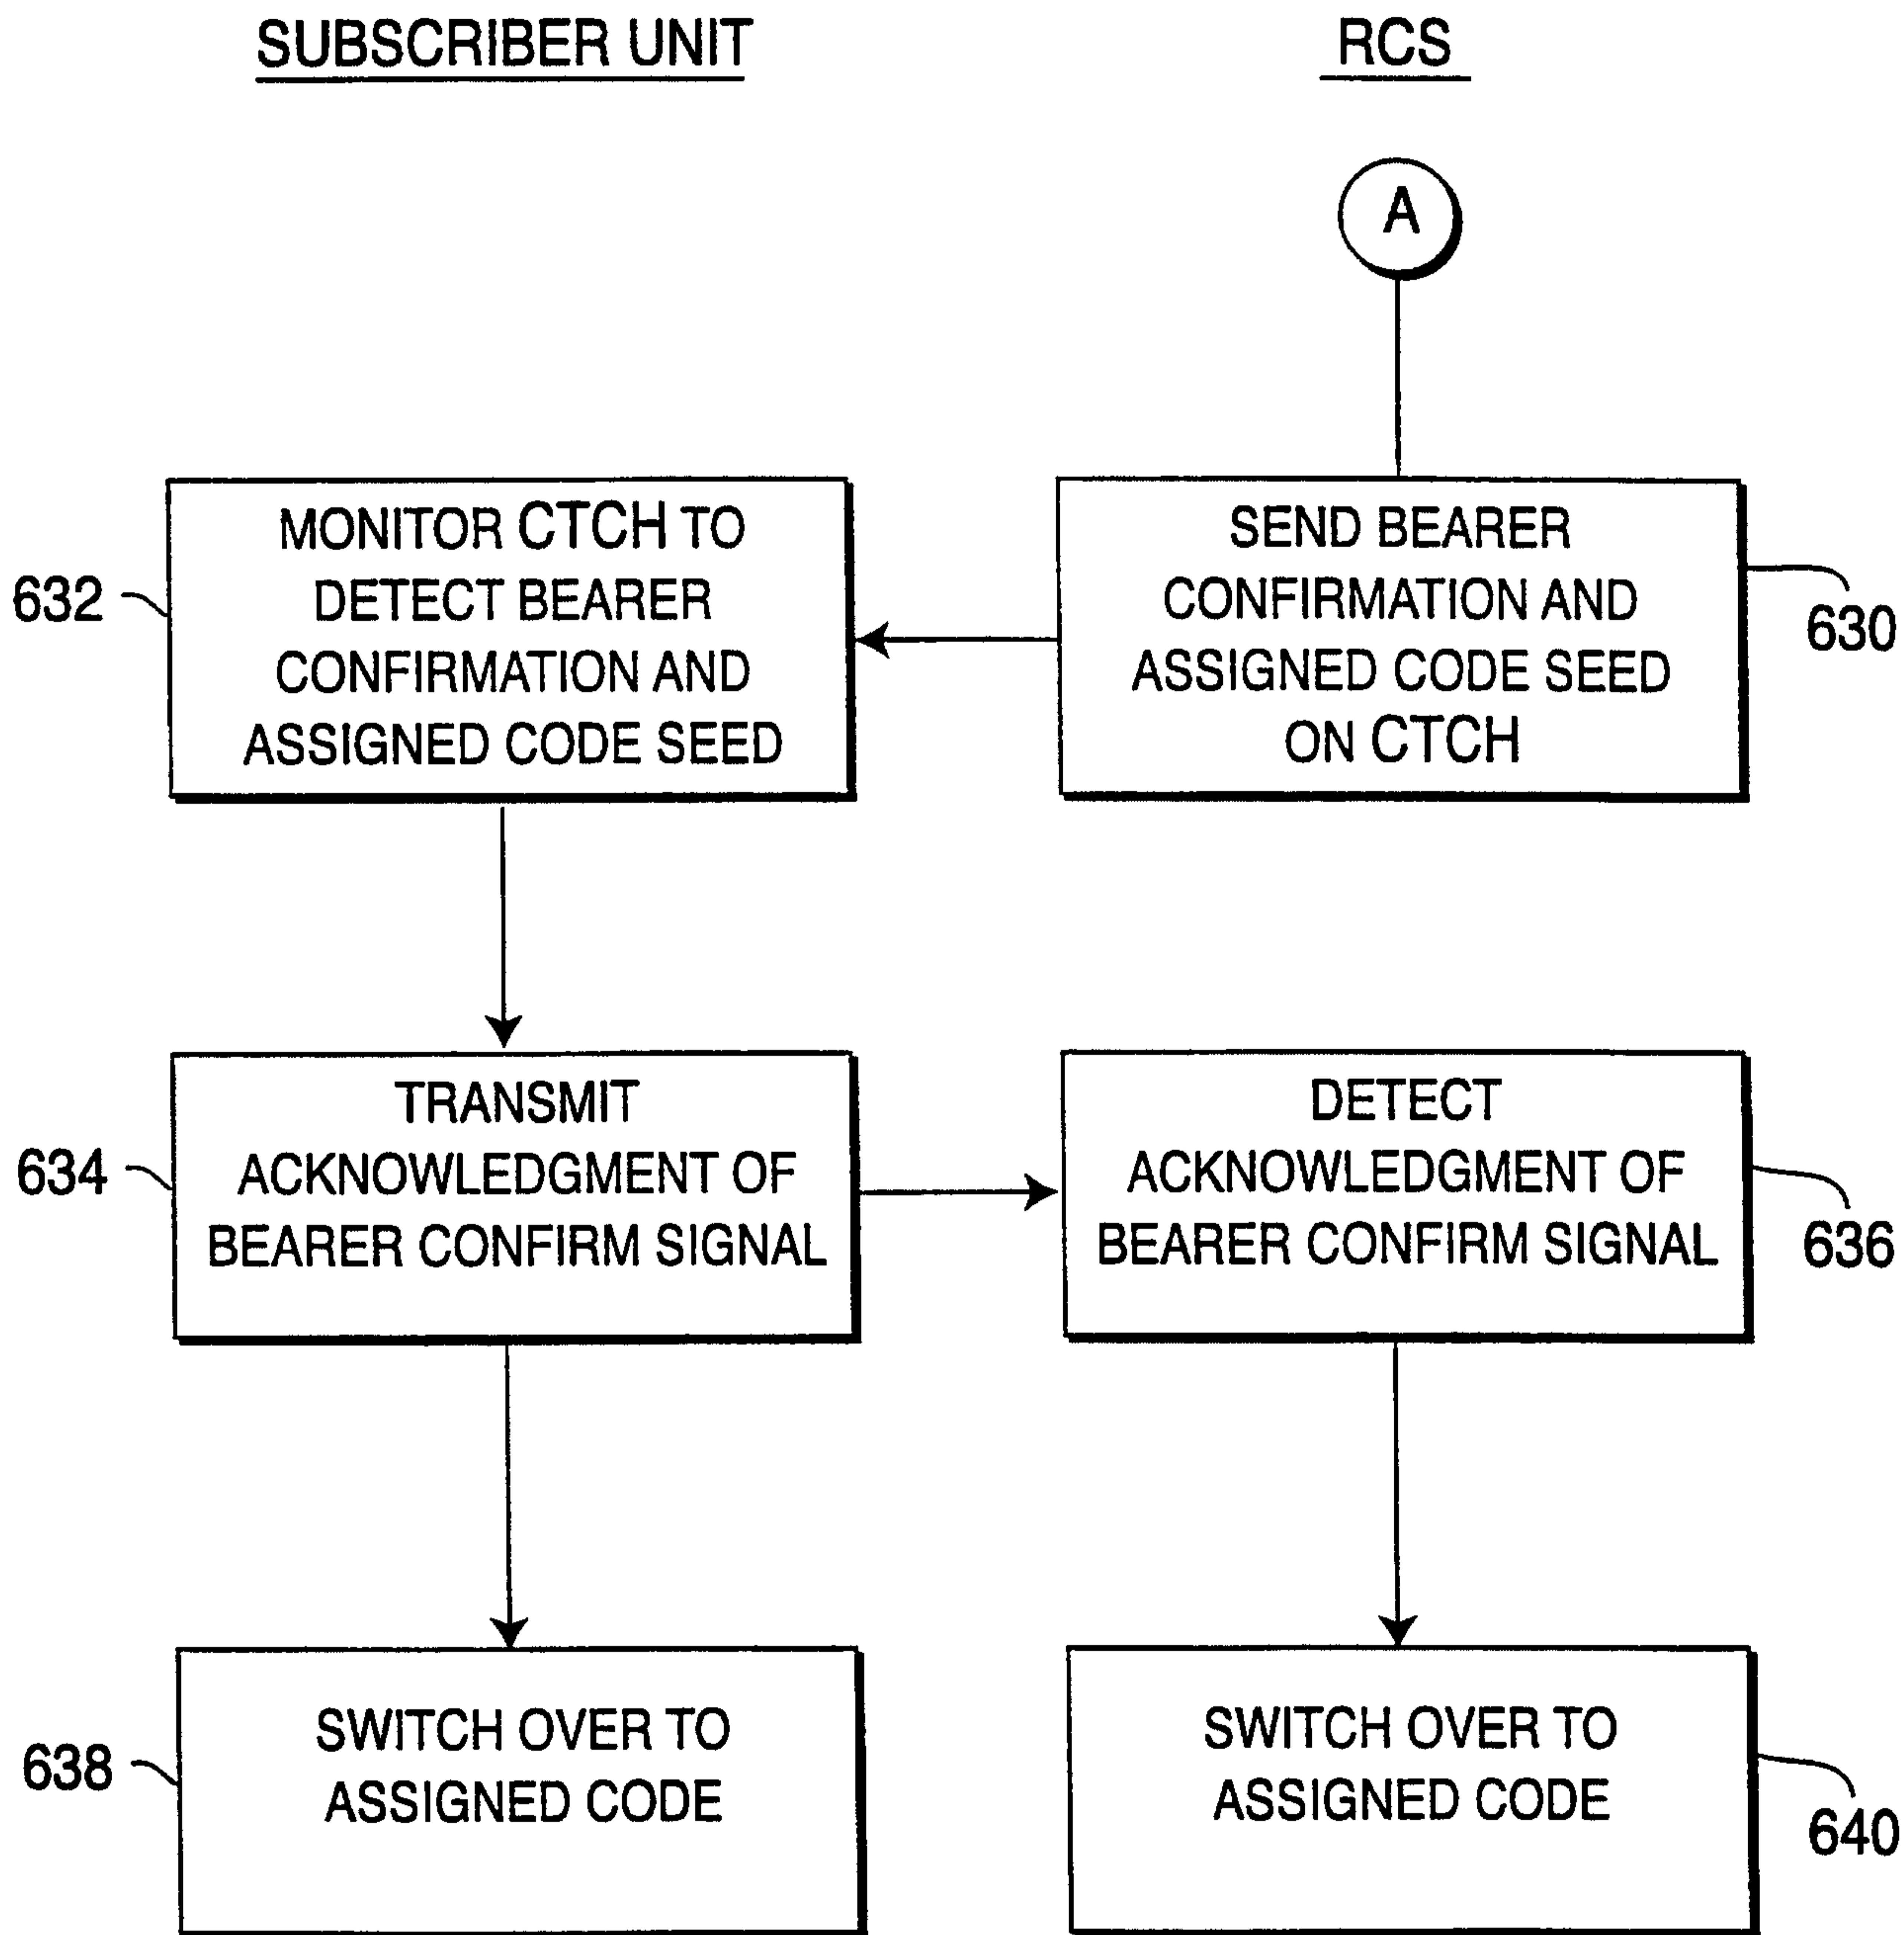 SUBSCRIBER UNIT
RCS
A
MONITOR CTCH TO
DETECT BEARER
CONFIRMATION AND
ASSIGNED CODE SEED
632
SEND BEARER
CONFIRMATION AND
ASSIGNED CODE SEED
ON CTCH
630
TRANSMIT
ACKNOWLEDGMENT OF
BEARER CONFIRM SIGNAL
634
DETECT
ACKNOWLEDGMENT OF
BEARER CONFIRM SIGNAL
636
SWITCH OVER TO
ASSIGNED CODE
638
SWITCH OVER TO
ASSIGNED CODE
640